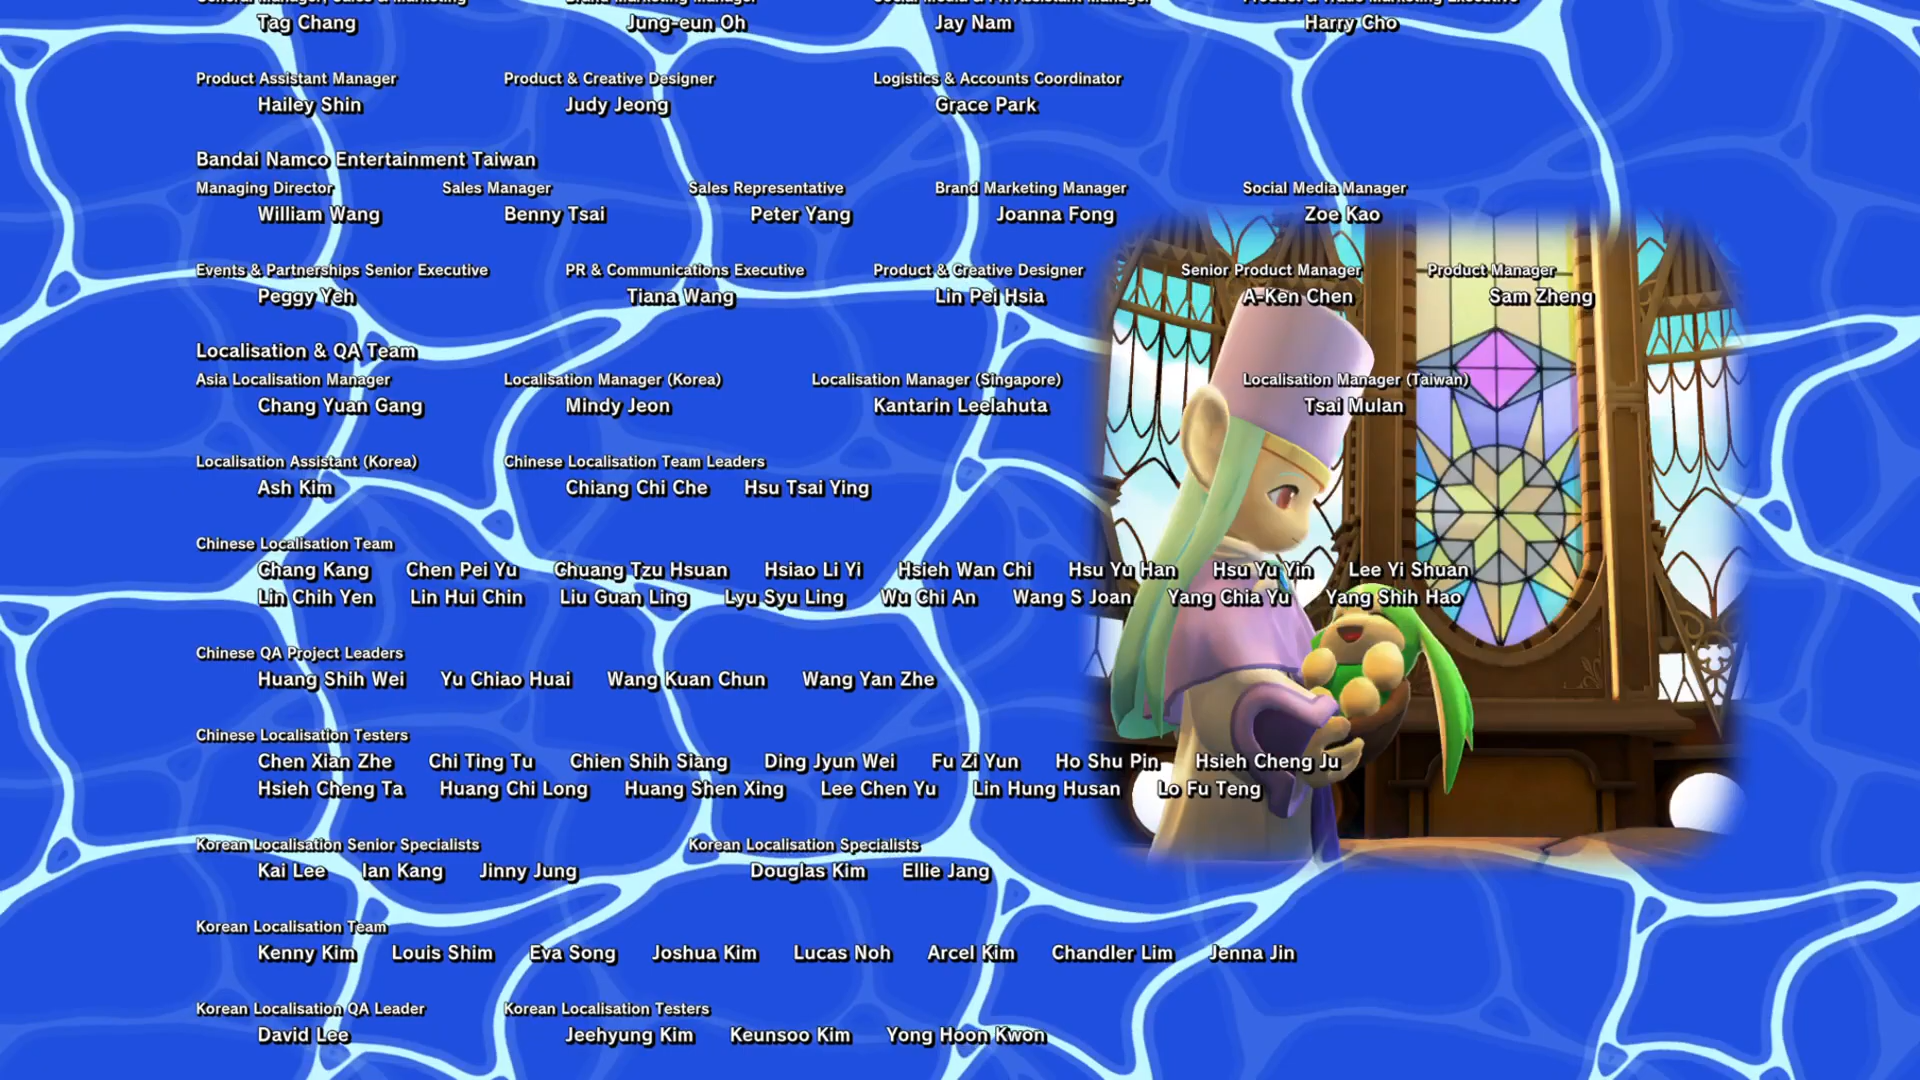 Tag Chang Jung-eun Oh Jay Nam Harry Cho
Product Assistant Manager Product & Creative Designer Logistics & Accounts Coordinator
Hailey Shin Judy Jeong Grace Park
Bandai Namco Entertainment Taiwan
Managing Director Sales Manager Sales Representative Brand Marketing Manager Social Media Manager
William Wang Benny Tsai Peter Yang Joanna Fong Zoe Kao
Events & Partnerships Senior Executive PR & Communications Executive Product & Creative Designer Senior Product Manager Product Manager
Peggy Yeh Tiana Wang Lin Pei Hsia A-Ken Chen Sam Zheng
Localisation & QA Team
Asia Localisation Manager Localisation Manager (Korea) Localisation Manager (Singapore) Localisation Manager (Taiwan)
Chang Yuan Gang Mindy Jeon Kantarin Leelahuta Tsai Mulan
Localisation Assistant (Korea) Chinese Localisation Team Leaders
Ash Kim Chiang Chi Che Hsu Tsai Ying
Chinese Localisation Team
Chang Kang Chen Pei Yu Chuang Tzu Hsuan Hsiao Li Yi Hsieh Wan Chi Hsu Yu Han Hsu Yu Yin Lee Yi Shuan
Lin Chih Yen Lin Hui Chin Liu Guan Ling Lyu Syu Ling Wu Chi An Wang S Joan Yang Chia Yu Yang Shih Hao
Chinese QA Project Leaders
Huang Shih Wei Yu Chiao Huai Wang Kuan Chun Wang Yan Zhe
Chinese Localisation Testers
Chen Xian Zhe Chi Ting Tu Chien Shih Siang Ding Jyun Wei Fu Zi Yun Ho Shu Pin Hsieh Cheng Ju
Hsieh Cheng Ta Huang Chi Long Huang Shen Xing Lee Chen Yu Lin Hung Husan Lo Fu Teng
Korean Localisation Senior Specialists Korean Localisation Specialists
Kai Lee Ian Kang Jinny Jung Douglas Kim Ellie Jang
Korean Localisation Team
Kenny Kim Louis Shim Eva Song Joshua Kim Lucas Noh Arcel Kim Chandler Lim Jenna Jin
Korean Localisation QA Leader Korean Localisation Testers
David Lee Jeehyung Kim Keunsoo Kim Yong Hoon Kwon